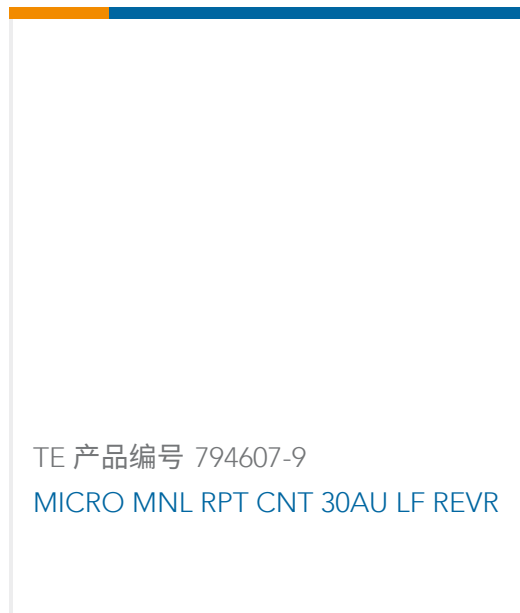 TE 产品编号 794607-9
MICRO MNL RPT CNT 30AU LF REVR